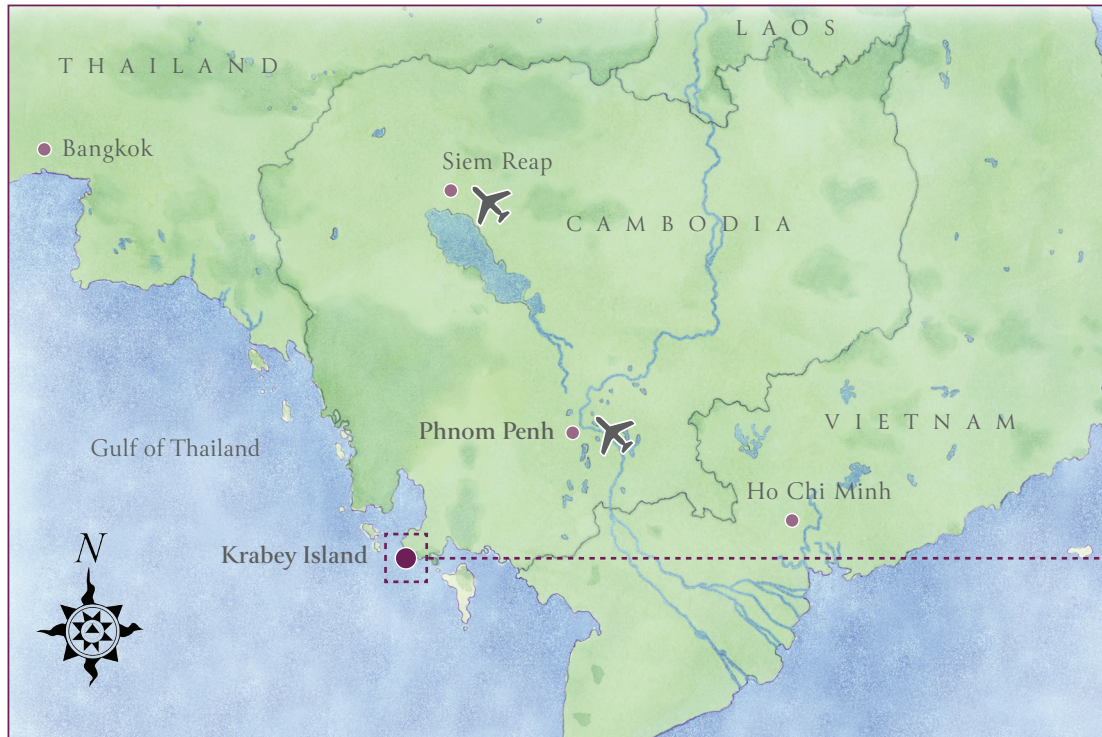 LAOS
THAILAND
Bangkok
Siem Reap
CAMBODIA
Phnom Penh
VIETNAM
Gulf of Thailand
Ho Chi Minh
N
Krabey Island